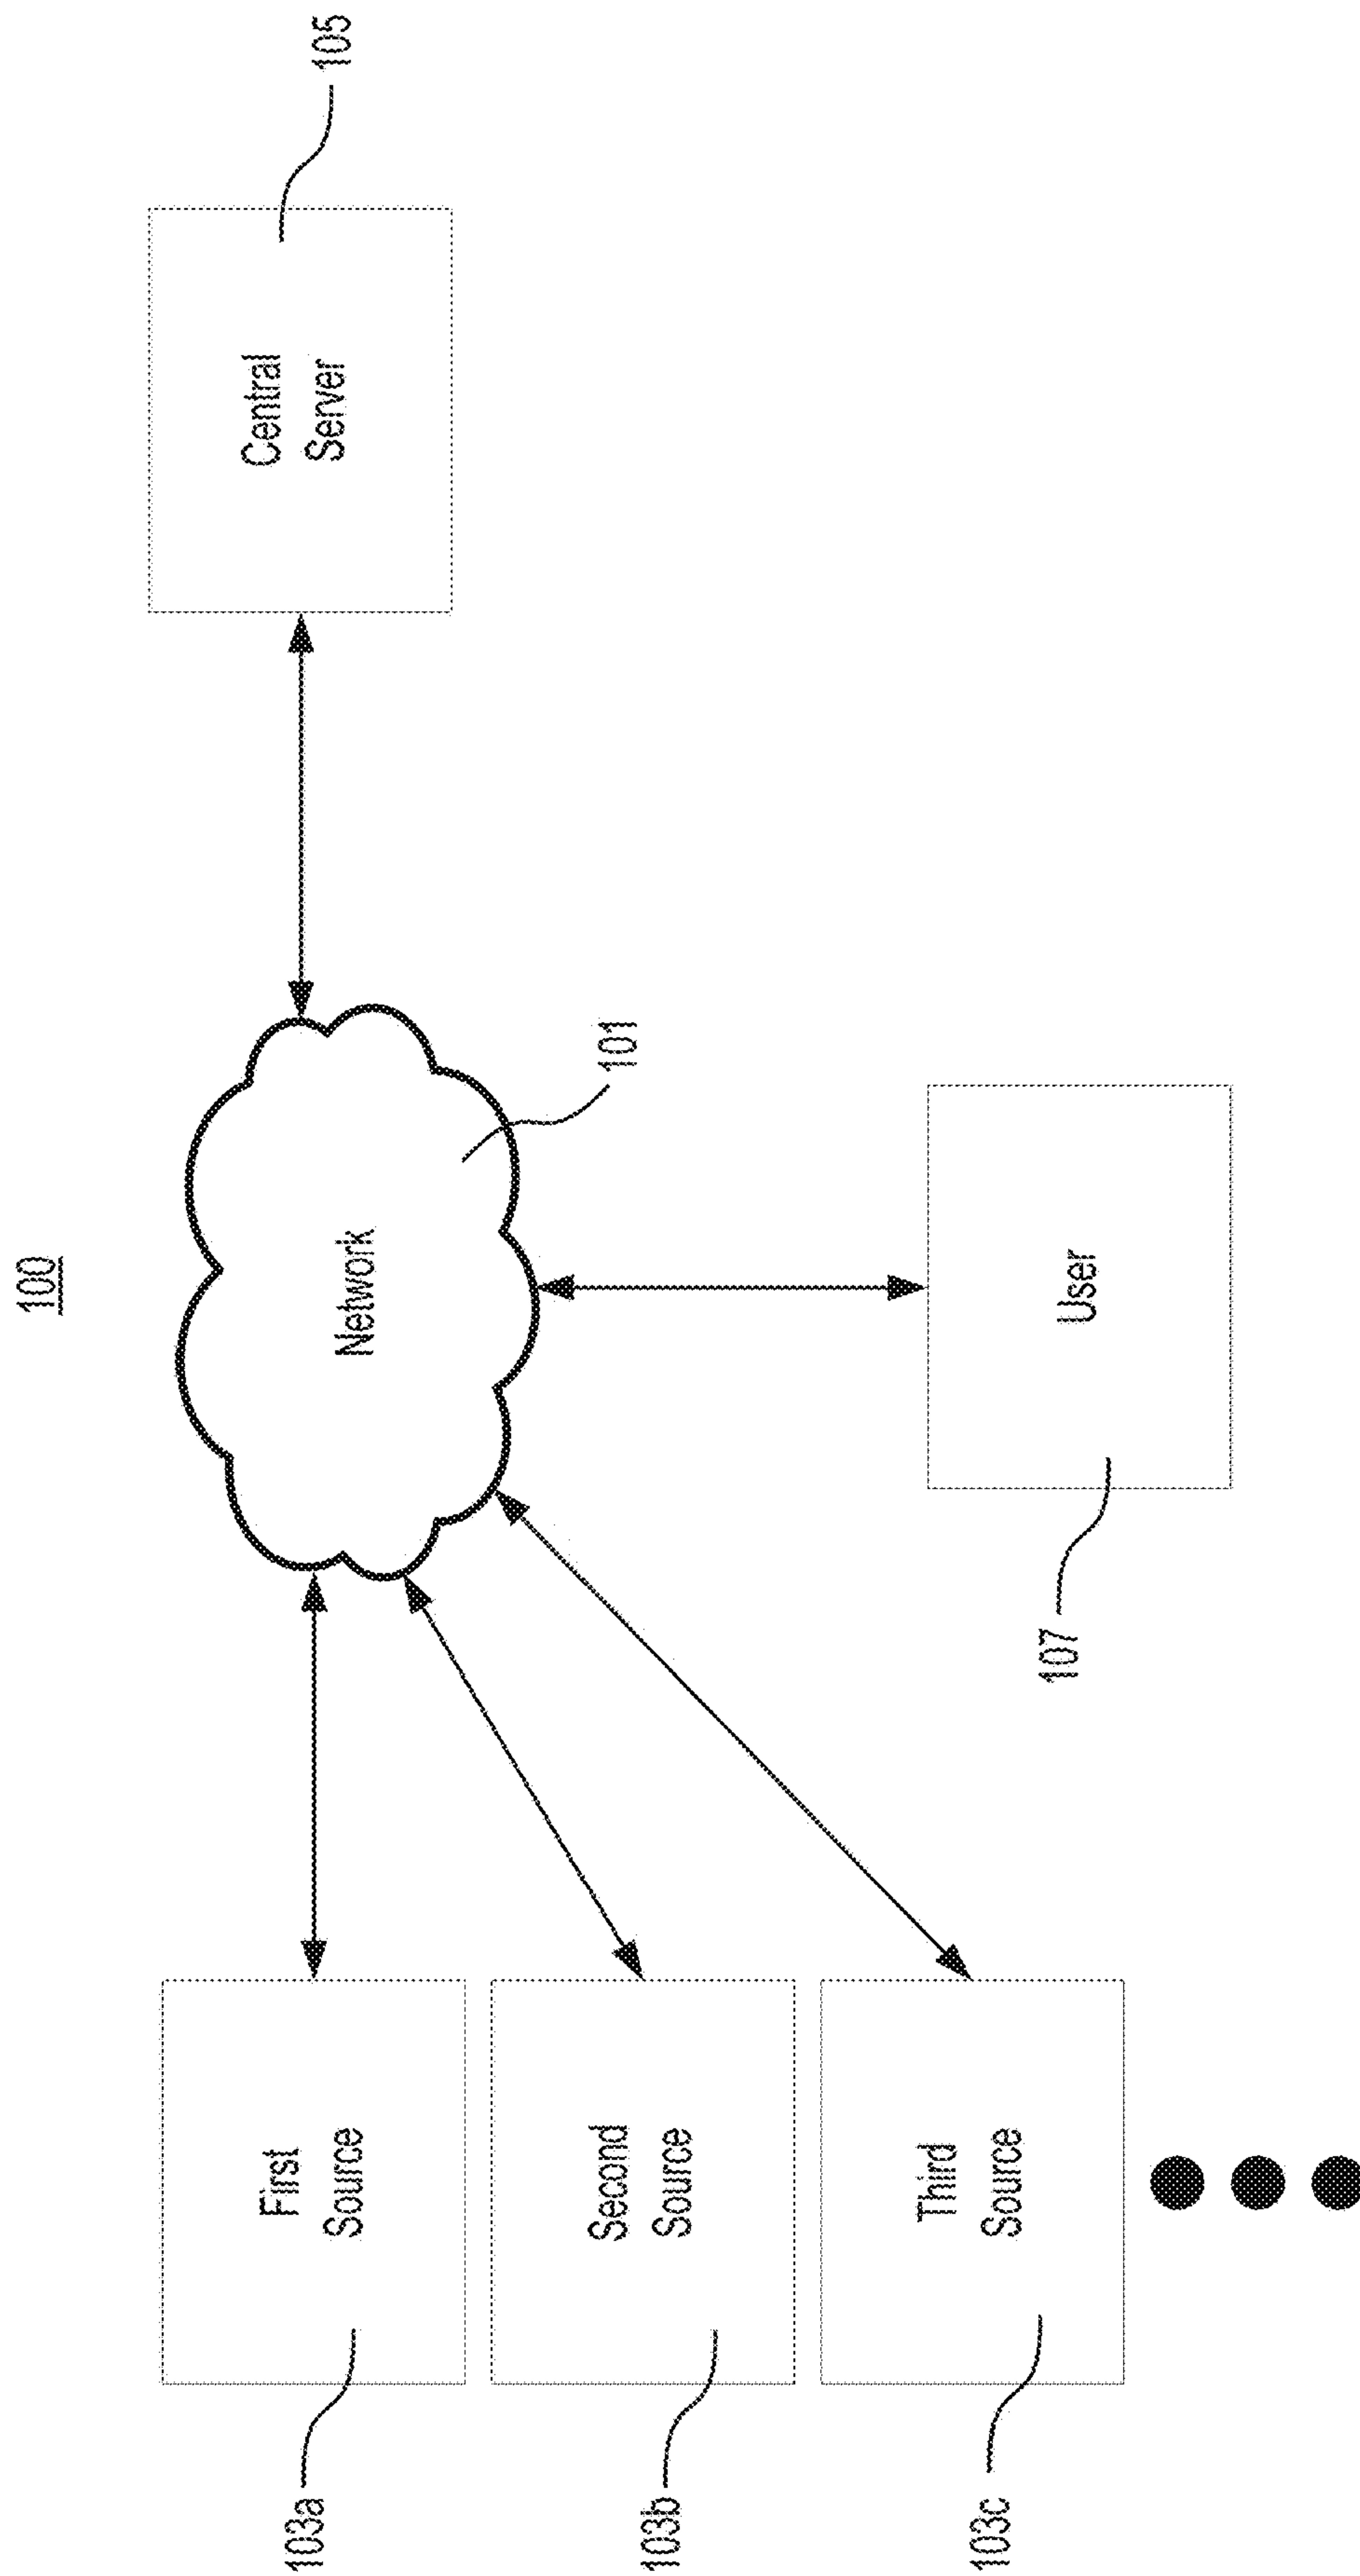 100
First
Source
103a
Second
Source
103b
Third
Source
103c
Network
101
Central
Server
105
User
107